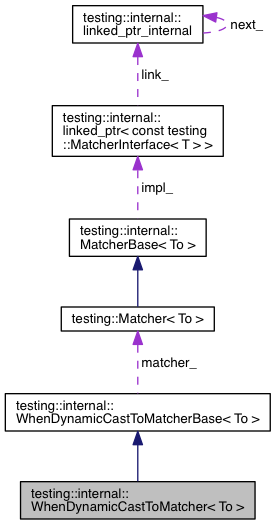 testing::internal::
linked_ptr_internal
next_
link_
testing::internal::
linked_ptr< const testing
::MatcherInterface< T > >
impl_
testing::internal::
MatcherBase< To >
testing::Matcher< To >
matcher_
testing::internal::
WhenDynamicCastToMatcherBase< To >
testing::internal::
WhenDynamicCastToMatcher< To >